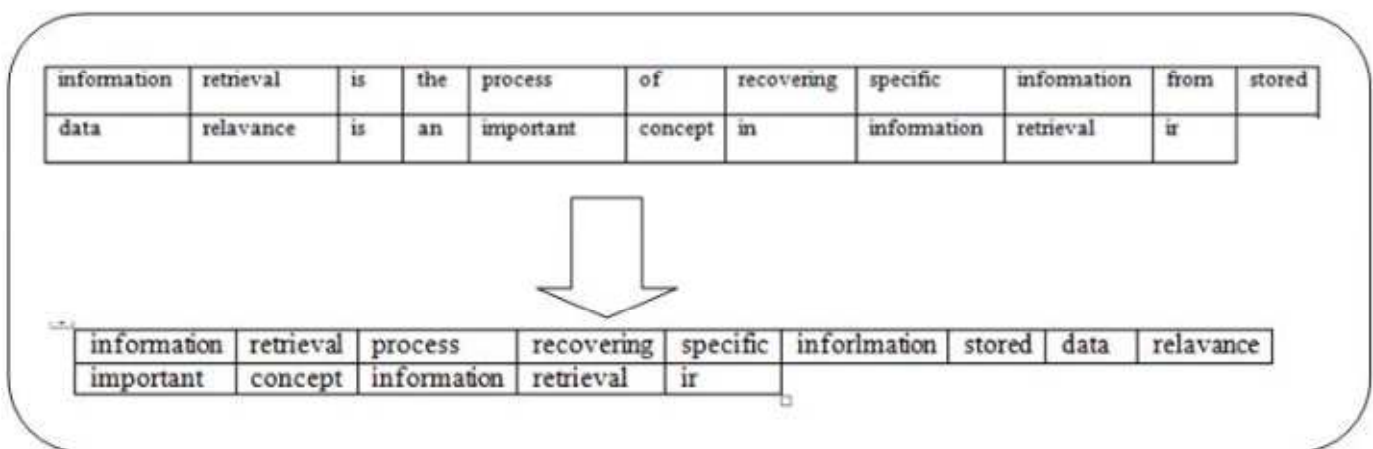 information retrieval is the process of recovering specific information from stored
data relavance is an important concept in information retrieval ir
information retrieval process recovering specific inforlmation stored data relavance
important concept information retrieval ir